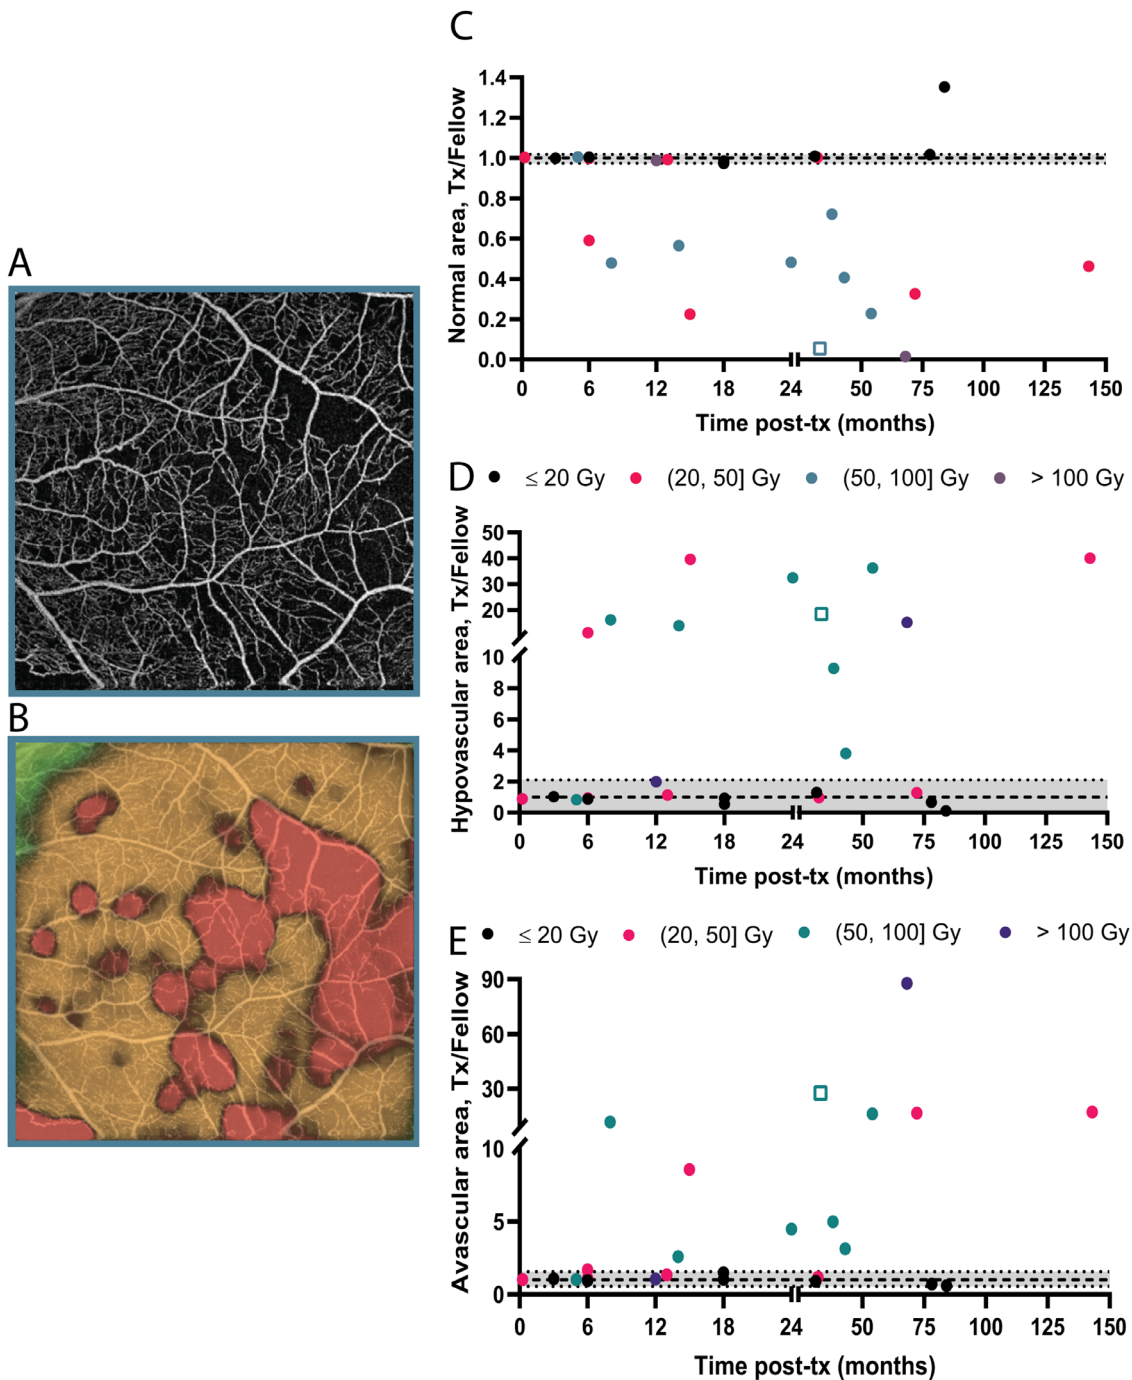 A
B
C
Normal area, Tx/Fellow
1.4
1.2
1.0
0.8
0.6
0.4
0.2
0.0
0 6 12 18 24 50 75 100 125 150
Time post-tx (months)
D
≤ 20 Gy (20, 50] Gy (50, 100] Gy > 100 Gy
Hypovascular area, Tx/Fellow
50
40
30
20
10
8
6
4
2
0
0 6 12 18 24 50 75 100 125 150
Time post-tx (months)
E
≤ 20 Gy (20, 50] Gy (50, 100] Gy > 100 Gy
Avascular area, Tx/Fellow
90
60
30
10
5
0
0 6 12 18 24 50 75 100 125 150
Time post-tx (months)